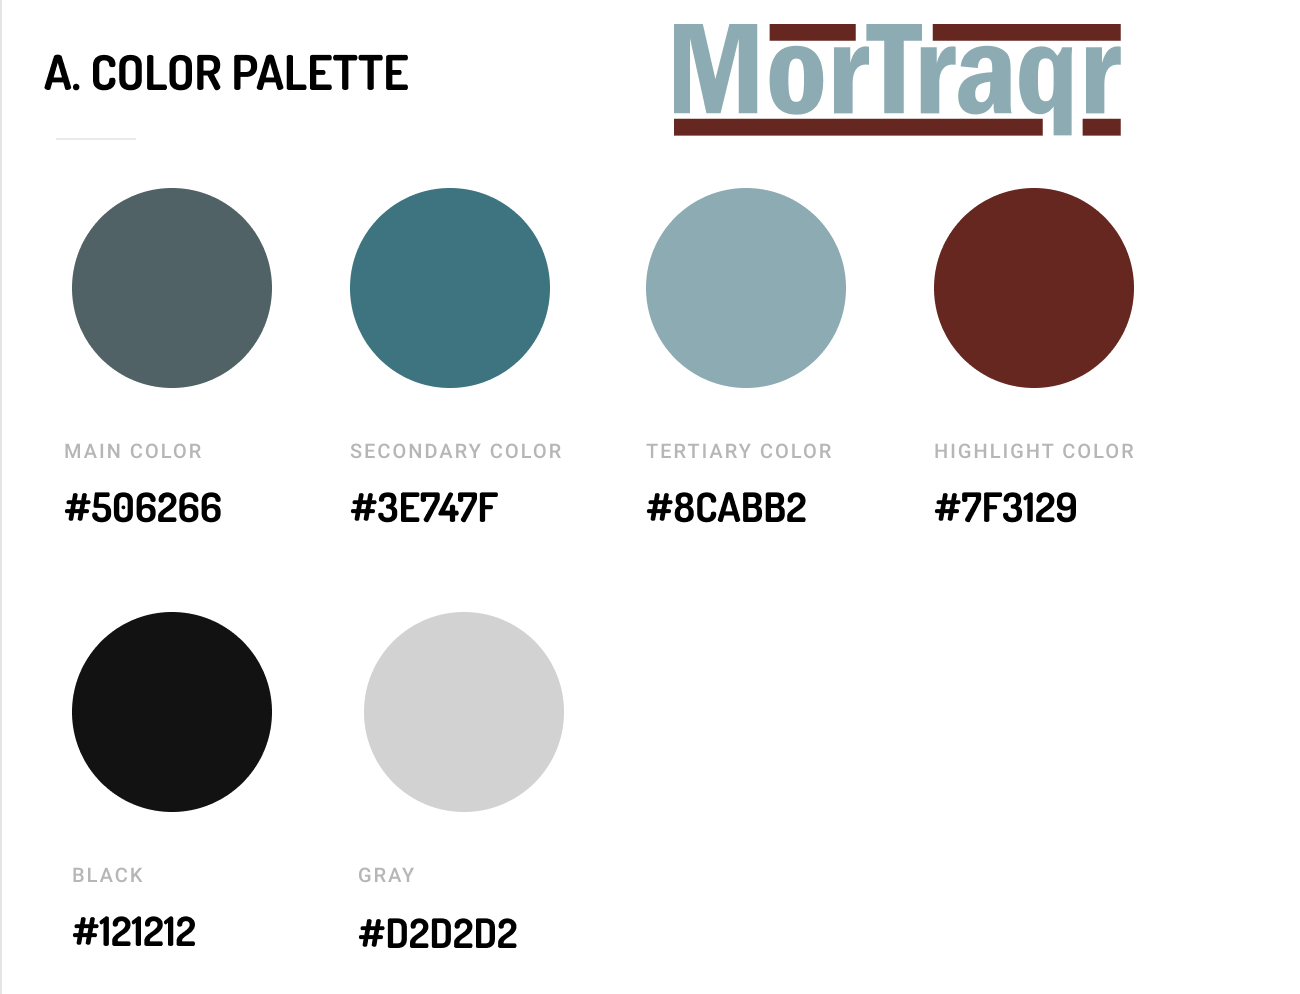 A. COLOR PALETTE
MorTraqr
MAIN COLOR
#506266
SECONDARY COLOR
#3E747F
TERTIARY COLOR
#8CABB2
HIGHLIGHT COLOR
#7F3129
BLACK
#121212
GRAY
#D2D2D2